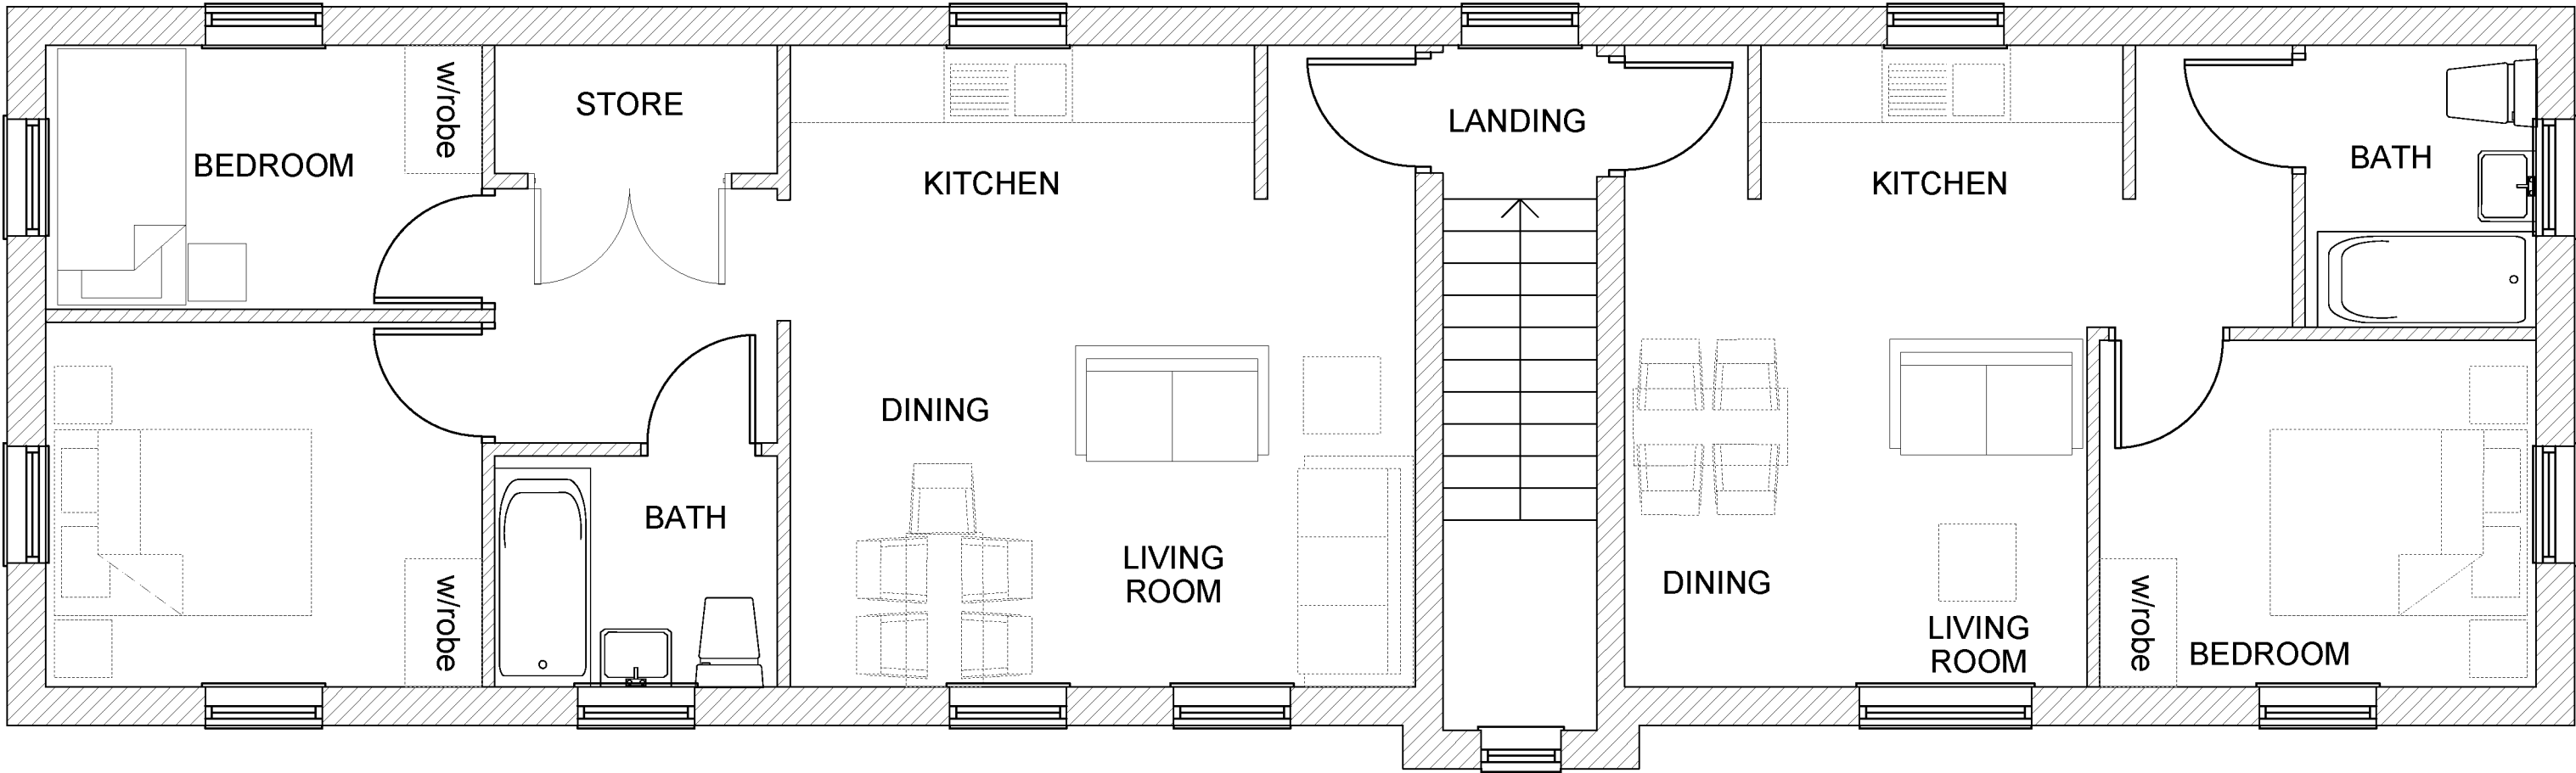 w/robe
STORE
BEDROOM
KITCHEN
LANDING
KITCHEN
BATH
DINING
BATH
LIVING
ROOM
w/robe
DINING
LIVING
ROOM
w/robe
BEDROOM